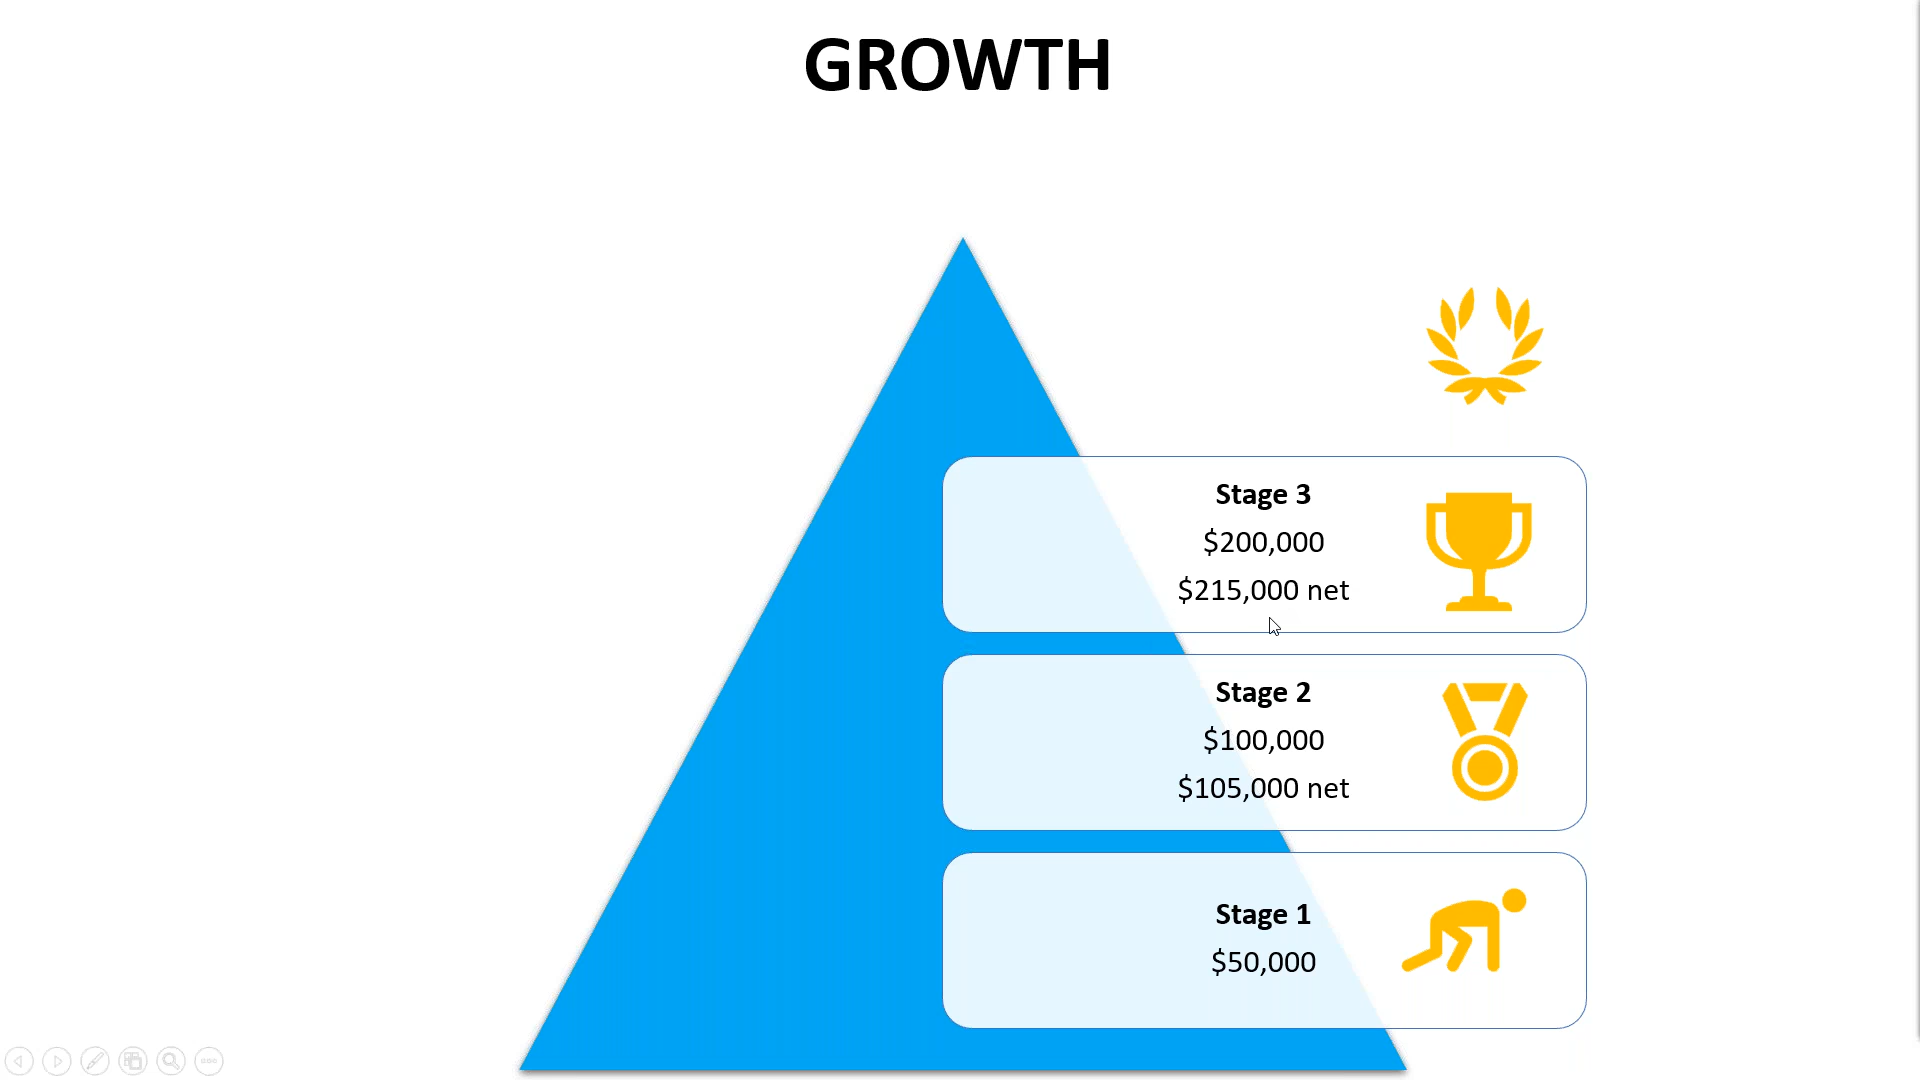 GROWTH
Stage 3
$200,000
$215,000 net
Stage 2
$100,000
$105,000 net
Stage 1
$50,000